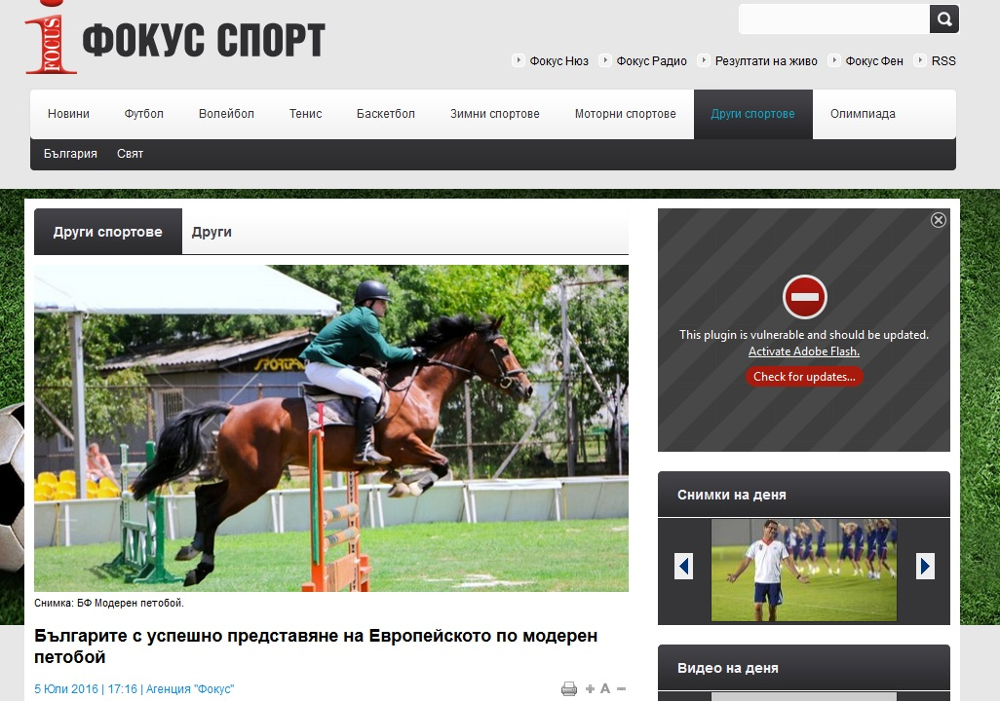 FOCUS
ФОКУС СПОРТ
Фокус Нюз
Фокус Радио
Резултати на живо
Фокус Фен
RSS
Новини
Футбол
Волейбол
Тенис
Баскетбол
Зимни спортове
Моторни спортове
Други спортове
Олимпиада
България
Свят
Други спортове
Други
This plugin is vulnerable and should be updated.
Activate Adobe Flash.
Check for updates...
Снимка: БФ Модерен петобой.
Българите с успешно представяне на Европейското по модерен
петобой
5 Юли 2016 | 17:16 | Агенция "Фокус"
A
Снимки на деня
Видео на деня